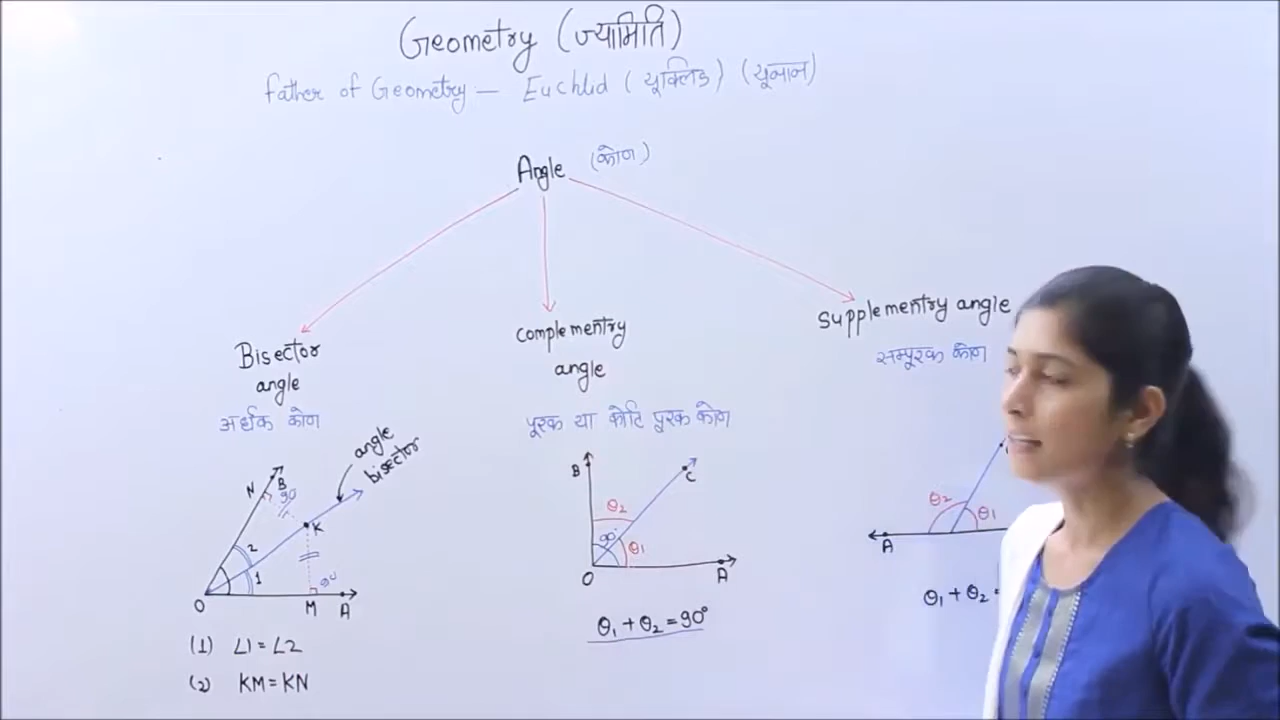 Geometry (ज्यामिति)
Father of Geometry — Euclid (यूक्लिड) (यूनान)
Angle (कोण)
Bisector
angle
अर्धक कोण
angle
bisector
N
B
90
K
2
1
90
O
M
A
(1) ∠1 = ∠2
(2) KM = KN
complementry
angle
पूरक या कोटि पूरक कोण
B
C
θ2
90°
θ1
O
A
θ1 + θ2 = 90°
Supplementry angle
सम्पूरक कोण
θ2
θ1
A
θ1 + θ2 =